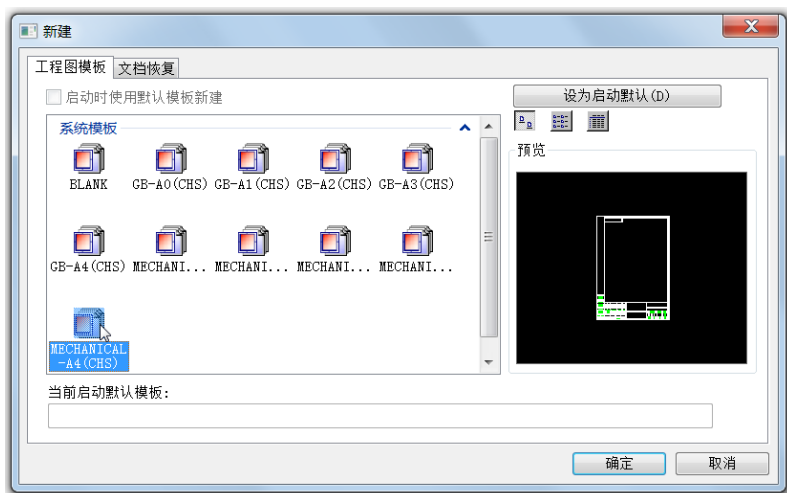 新建
工程图模板 文档恢复
启动时使用默认模板新建
设为启动默认(D)
系统模板
预览
BLANK GB-A0(CHS) GB-A1(CHS) GB-A2(CHS) GB-A3(CHS)
GB-A4(CHS) MECHANI... MECHANI... MECHANI... MECHANI...
MECHANICAL
-A4(CHS)
当前启动默认模板:
确定 取消